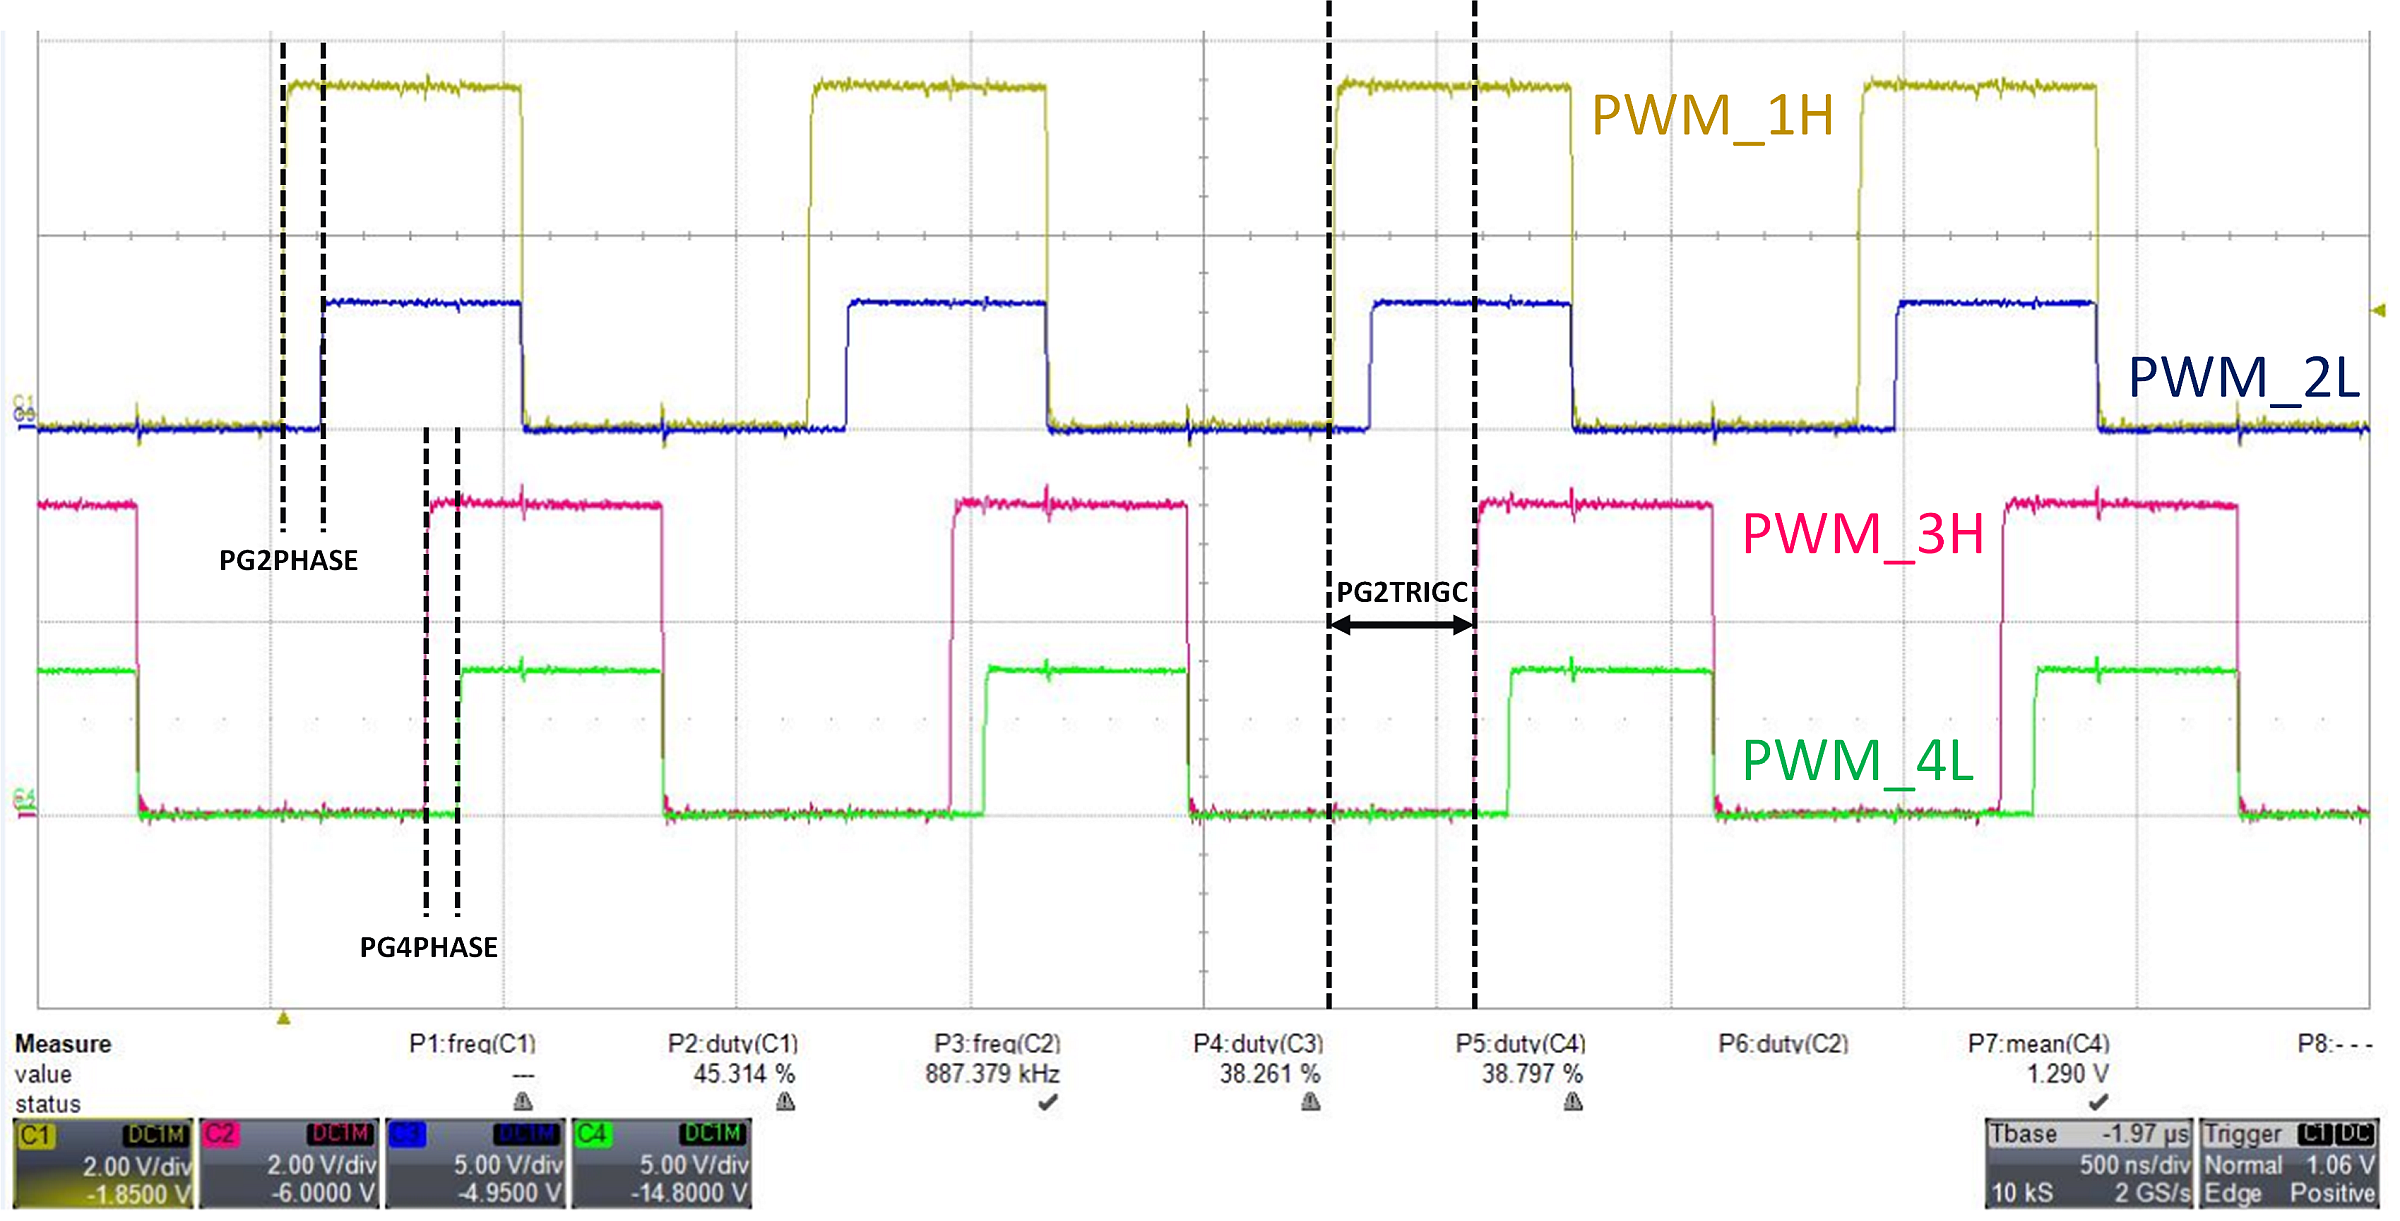 PWM_1H
PWM_2L
C1
PWM_3H
PG2PHASE
PG2TRIGC
PWM_4L
PG4PHASE
Measure P1:freq(C1) P2:duty(C1) P3:freq(C2) P4:duty(C3) P5:duty(C4) P6:duty(C2) P7:mean(C4) P8:- - -
value --- 45.314 % 887.379 kHz 38.261 % 38.797 % 1.290 V
status
C1 DC1M C2 DC1M C3 DC1M C4 DC1M Tbase -1.97 µs Trigger C1 DC
2.00 V/div 2.00 V/div 5.00 V/div 5.00 V/div 500 ns/div Normal 1.06 V
-1.8500 V -6.0000 V -4.9500 V -14.8000 V 10 kS 2 GS/s Edge Positive